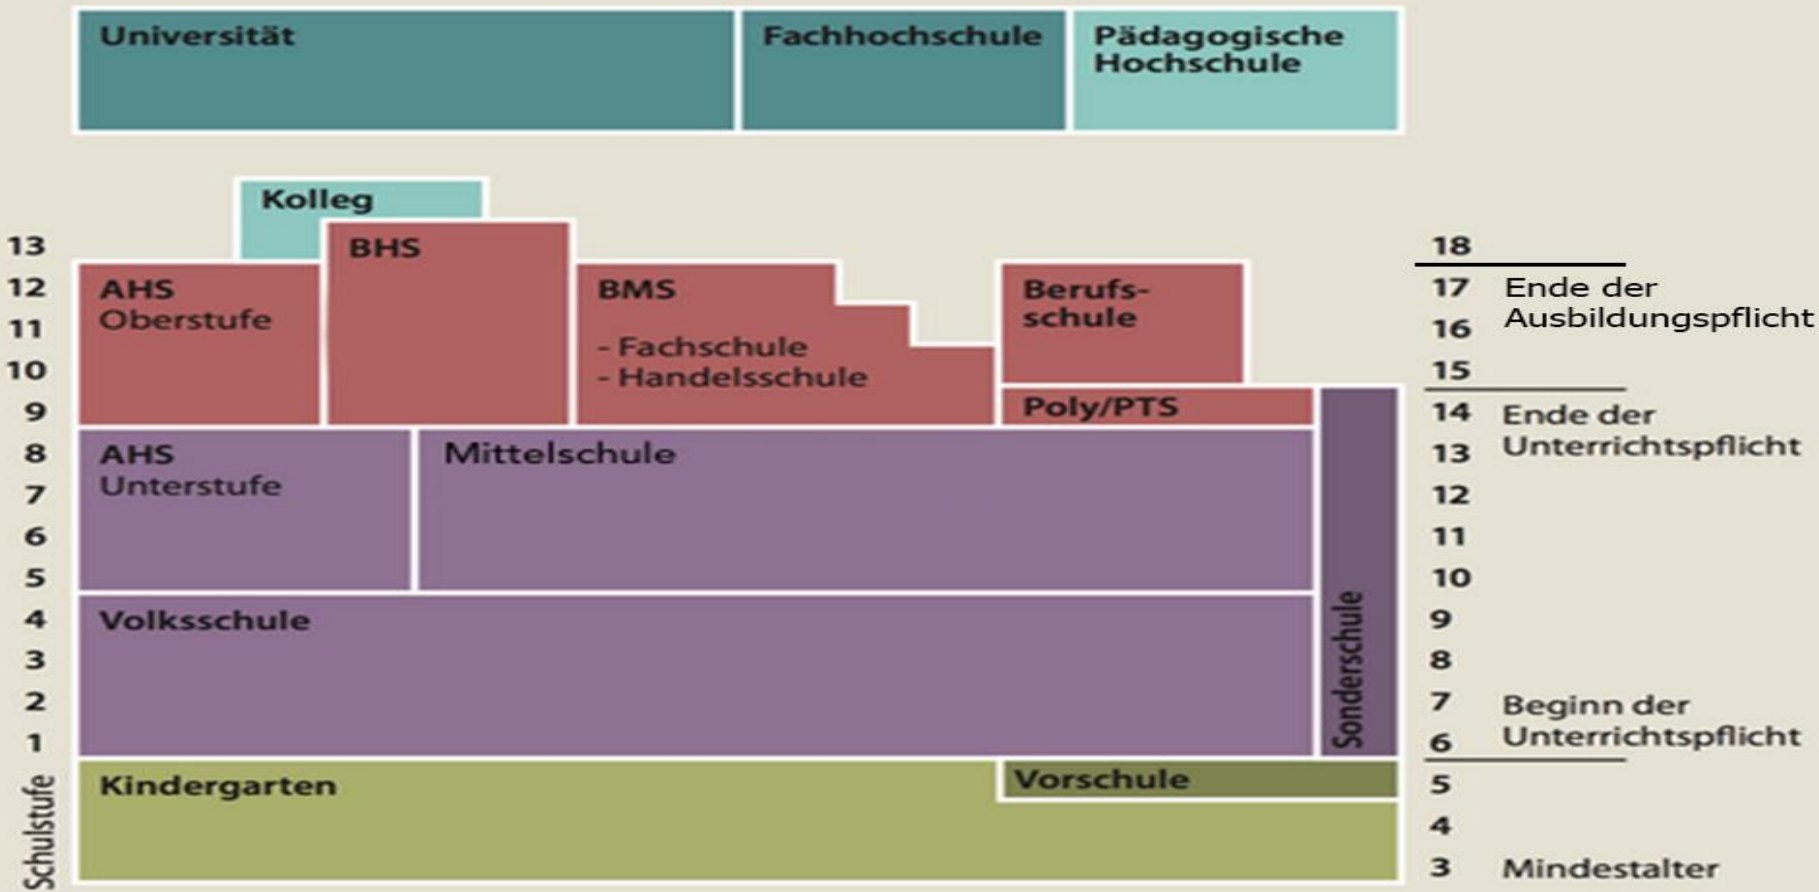 Universität
Fachhochschule
Pädagogische
Hochschule
Kolleg
13
BHS
18
12
AHS
Oberstufe
BMS
Berufs-
schule
17
Ende der
Ausbildungspflicht
11
- Fachschule
16
10
- Handelsschule
15
9
Poly/PTS
14
Ende der
Unterrichtspflicht
8
AHS
Unterstufe
Mittelschule
13
7
12
6
11
5
10
4
Volksschule
9
3
8
2
7
Beginn der
Unterrichtspflicht
1
Sonderschule
6
Kindergarten
Vorschule
5
4
Schulstufe
3
Mindestalter